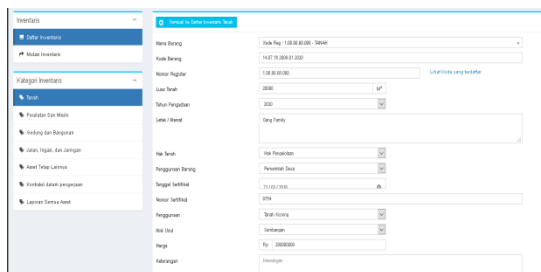 Inventaris
Daftar Inventaris
Mutasi Inventaris
Kategori Inventaris
Tanah
Peralatan Dan Mesin
Gedung dan Bangunan
Jalan, Irigasi, dan Jaringan
Asset Tetap Lainnya
Kontruksi dalam pengerjaan
Laporan Semua Asset
Kembali Ke Daftar Inventaris Tanah
Nama Barang
Kode Reg : 1.00.00.00.000 - TANAH
Kode Barang
Nomor Register
1.00.00.00.000.
Lihat kode yang terdaftar
Luas Tanah
20000
M²
Tahun Pengadaan
2020
Letak / Alamat
Gang Family
Hak Tanah
Hak Pengelolaan
Penggunaan Barang
Pemerintah Desa
Tanggal Sertifikat
Nomor Sertifikat
Penggunaan
Tanah Kosong
Asal Usul
Sumbangan
Harga
Rp.
Keterangan
Keterangan